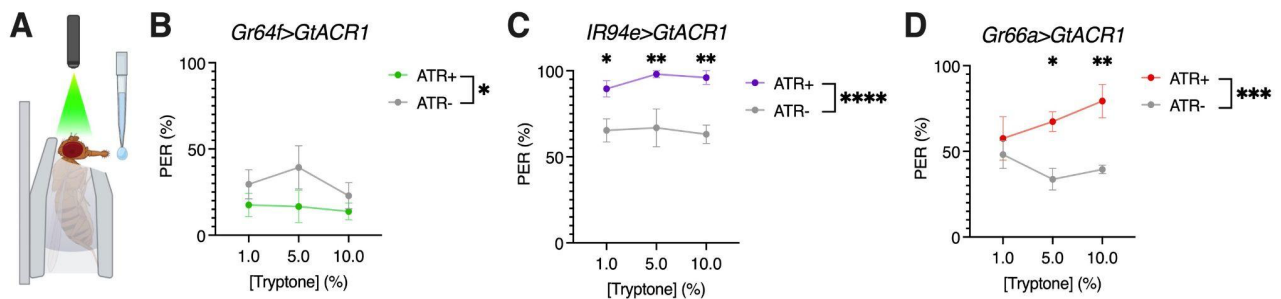 A
B
Gr64f>GtACR1
100
50
0
PER (%)
1.0 5.0 10.0
[Tryptone] (%)
ATR+
ATR-
*
C
IR94e>GtACR1
* ** **
100
50
0
PER (%)
1.0 5.0 10.0
[Tryptone] (%)
ATR+
ATR-
****
D
Gr66a>GtACR1
* **
100
50
0
PER (%)
1.0 5.0 10.0
[Tryptone] (%)
ATR+
ATR-
***